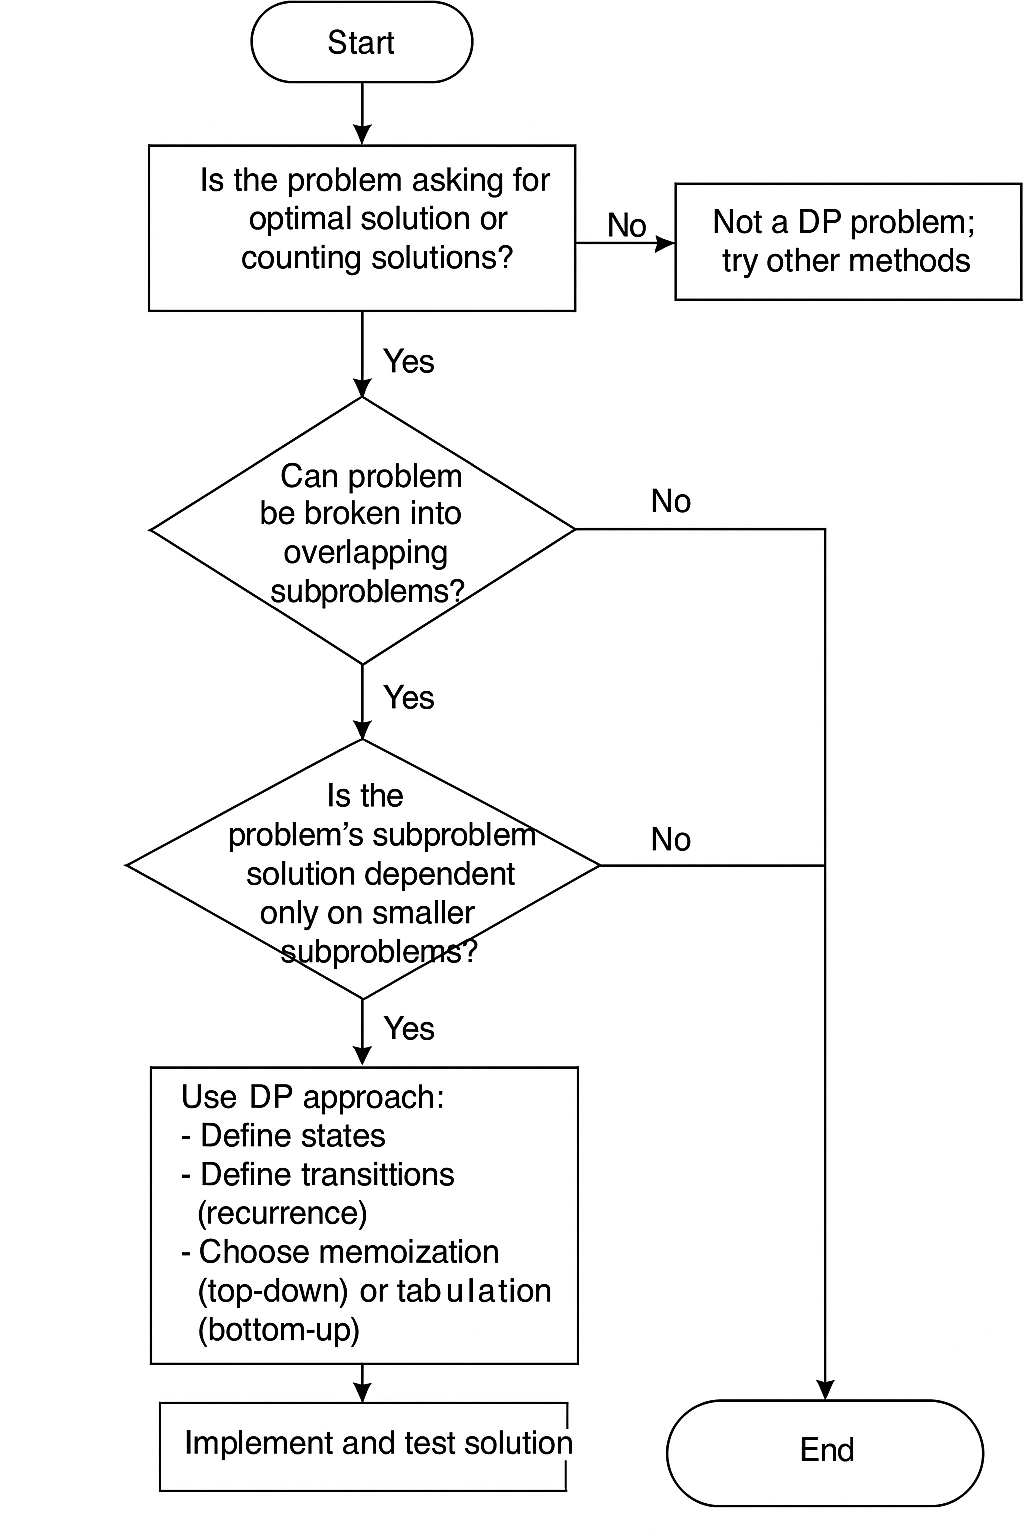 Start
Is the problem asking for
optimal solution or
counting solutions?
No
Not a DP problem;
try other methods
Yes
Can problem
be broken into
overlapping
subproblems?
No
Yes
Is the
problem's subproblem
solution dependent
only on smaller
subproblems?
No
Yes
Use DP approach:
- Define states
- Define transittions
(recurrence)
- Choose memoization
(top-down) or tabulation
(bottom-up)
Implement and test solution
End